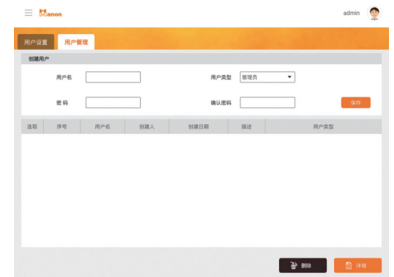 Hanon
admin
用户设置
用户管理
创建用户
用户名
用户类型
管理员
密 码
确认密码
保存
选取
序号
用户名
创建人
创建日期
描述
用户类型
删除
详细